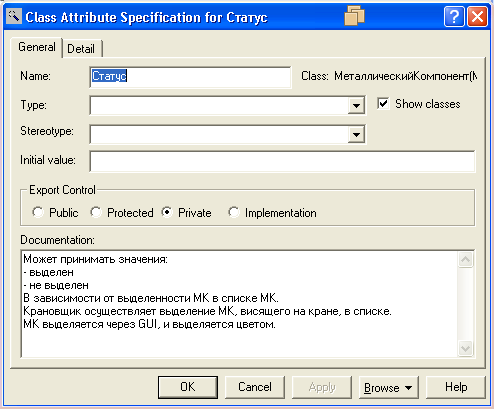 Class Attribute Specification for Статус
General Detail
Name: Статус Class: МеталлическийКомпонент(М
Type: Show classes
Stereotype:
Initial value:
Export Control
Public Protected Private Implementation
Documentation:
Может принимать значения:
- выделен
- не выделен
В зависимости от выделенности МК в списке МК.
Крановщик осуществляет выделение МК, висящего на кране, в списке.
МК выделяется через GUI, и выделяется цветом.
OK Cancel Apply Browse Help